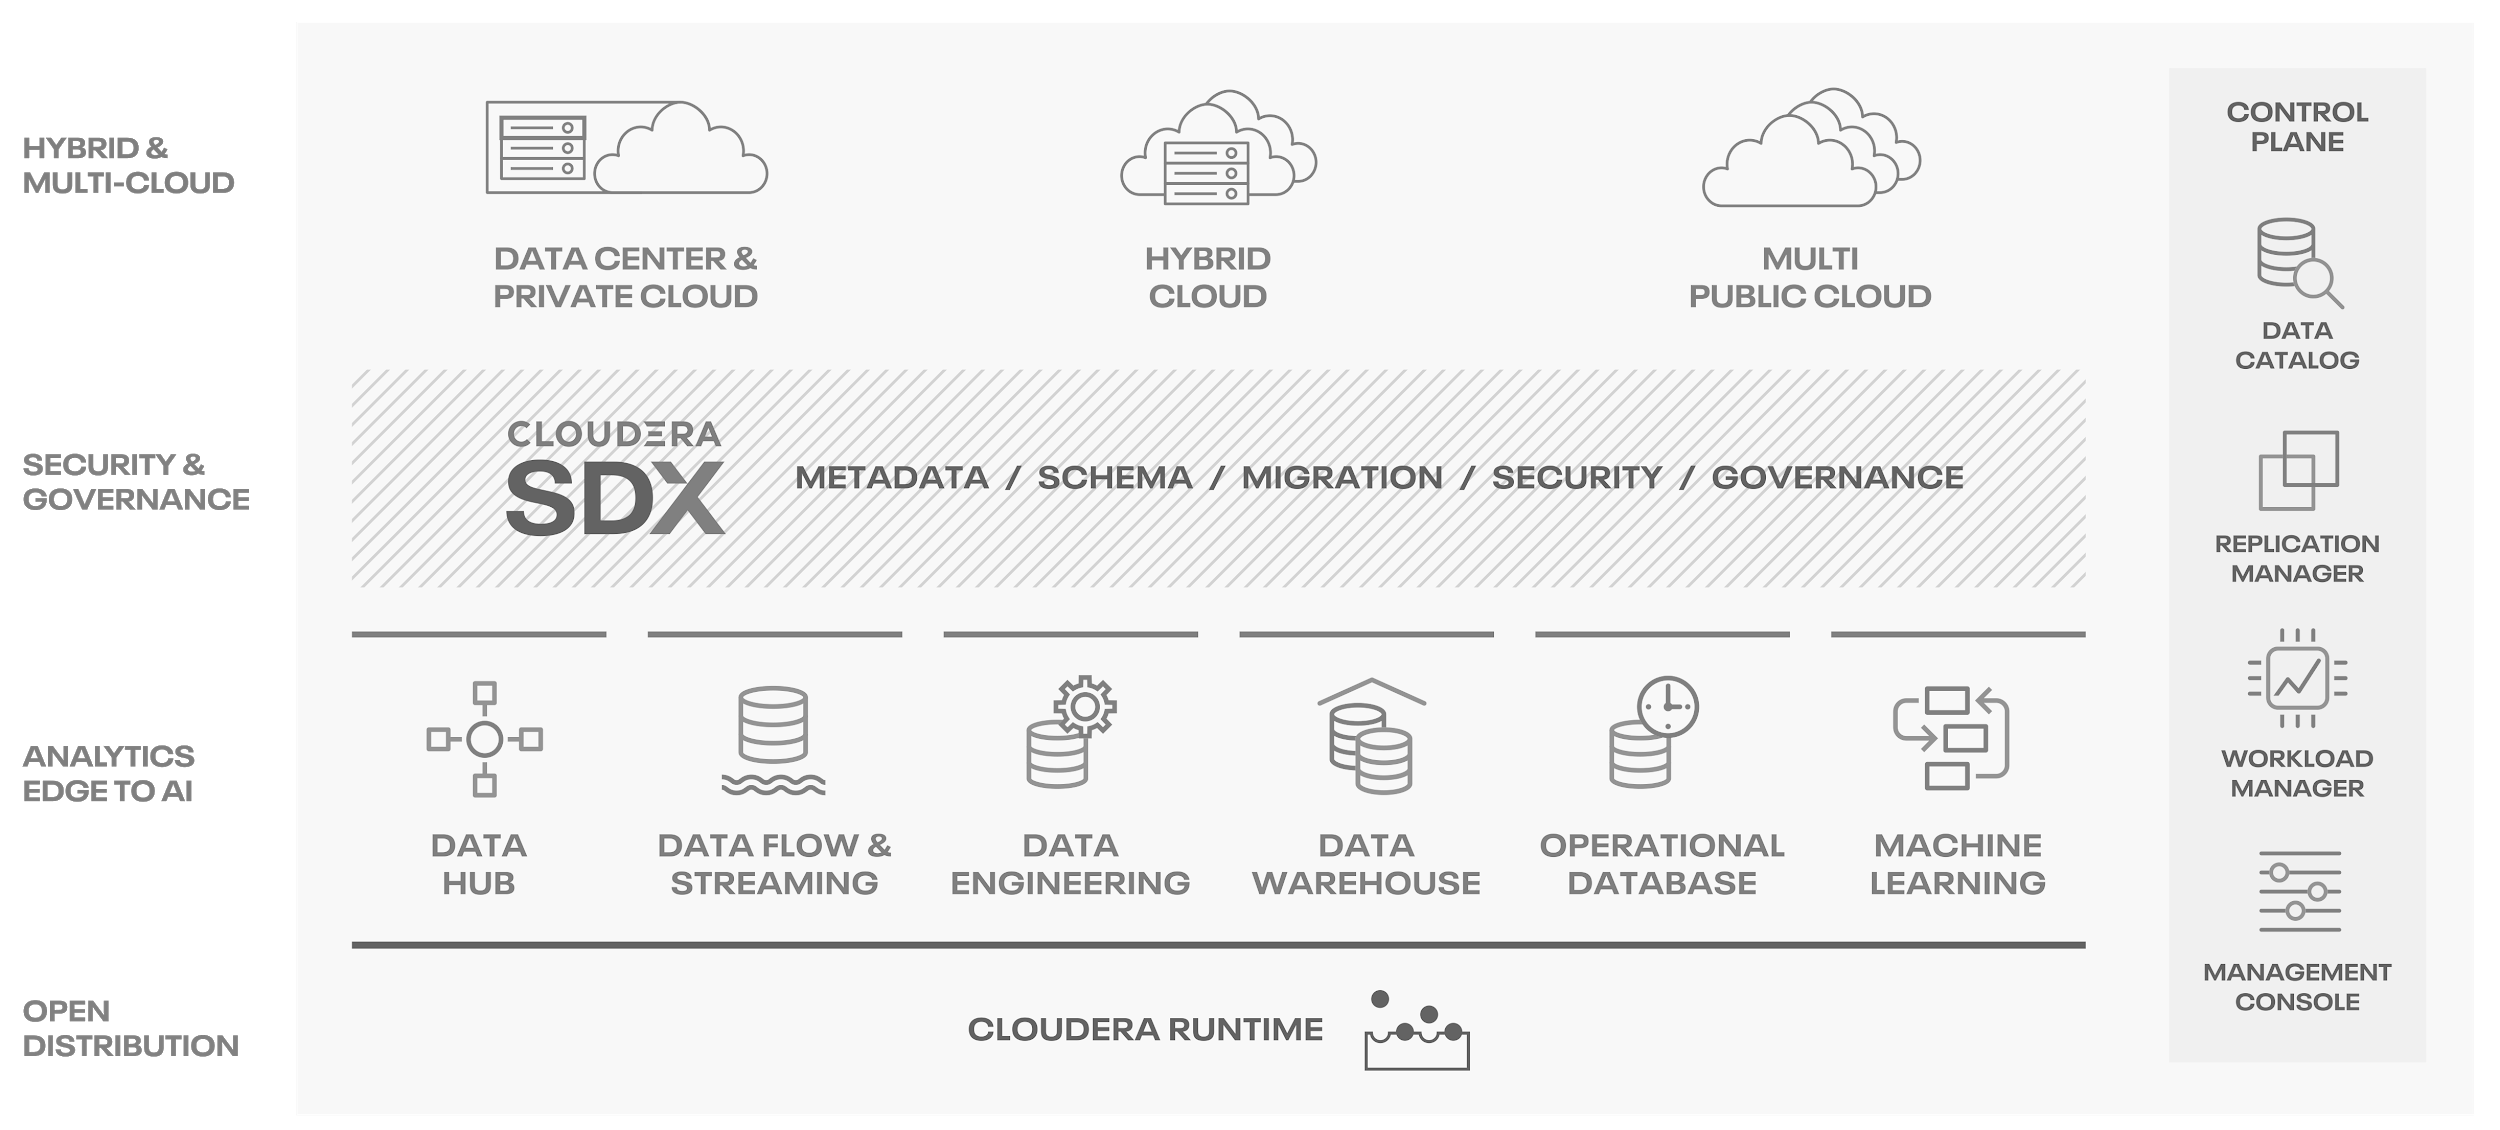 HYBRID &
MULTI-CLOUD
DATA CENTER &
PRIVATE CLOUD
HYBRID
CLOUD
MULTI
PUBLIC CLOUD
SECURITY &
GOVERNANCE
CLOUDERA
SDX
METADATA / SCHEMA / MIGRATION / SECURITY / GOVERNANCE
ANALYTICS
EDGE TO AI
DATA
HUB
DATA FLOW &
STREAMING
DATA
ENGINEERING
DATA
WAREHOUSE
OPERATIONAL
DATABASE
MACHINE
LEARNING
OPEN
DISTRIBUTION
CLOUDERA RUNTIME
CONTROL
PLANE
DATA
CATALOG
REPLICATION
MANAGER
WORKLOAD
MANAGER
MANAGEMENT
CONSOLE